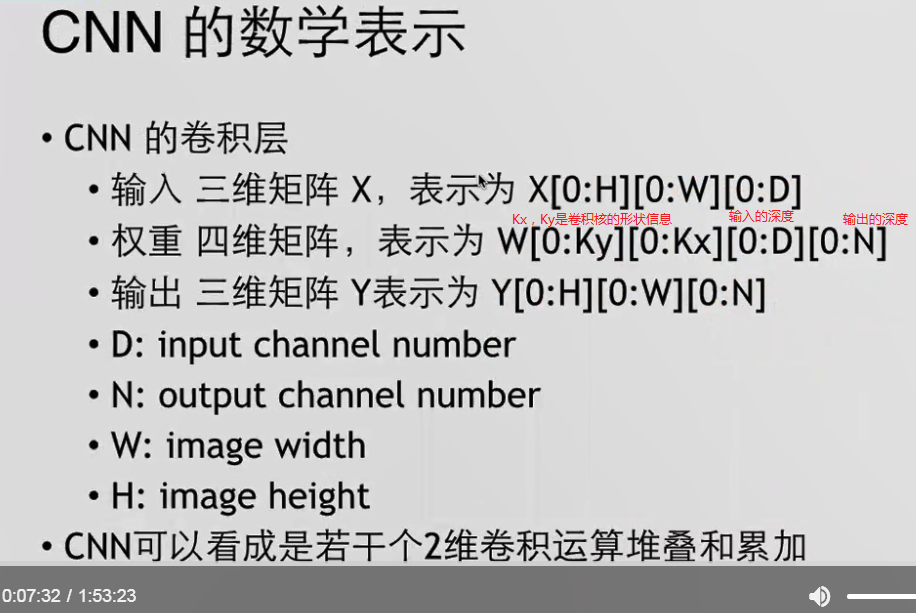 CNN 的数学表示
• CNN 的卷积层
• 输入 三维矩阵 X，表示为 X[0:H][0:W][0:D]
Kx，Ky是卷积核的形状信息 输入的深度 输出的深度
• 权重 四维矩阵，表示为 W[0:Ky][0:Kx][0:D][0:N]
• 输出 三维矩阵 Y表示为 Y[0:H][0:W][0:N]
• D: input channel number
• N: output channel number
• W: image width
• H: image height
• CNN可以看成是若干个2维卷积运算堆叠和累加
0:07:32 / 1:53:23